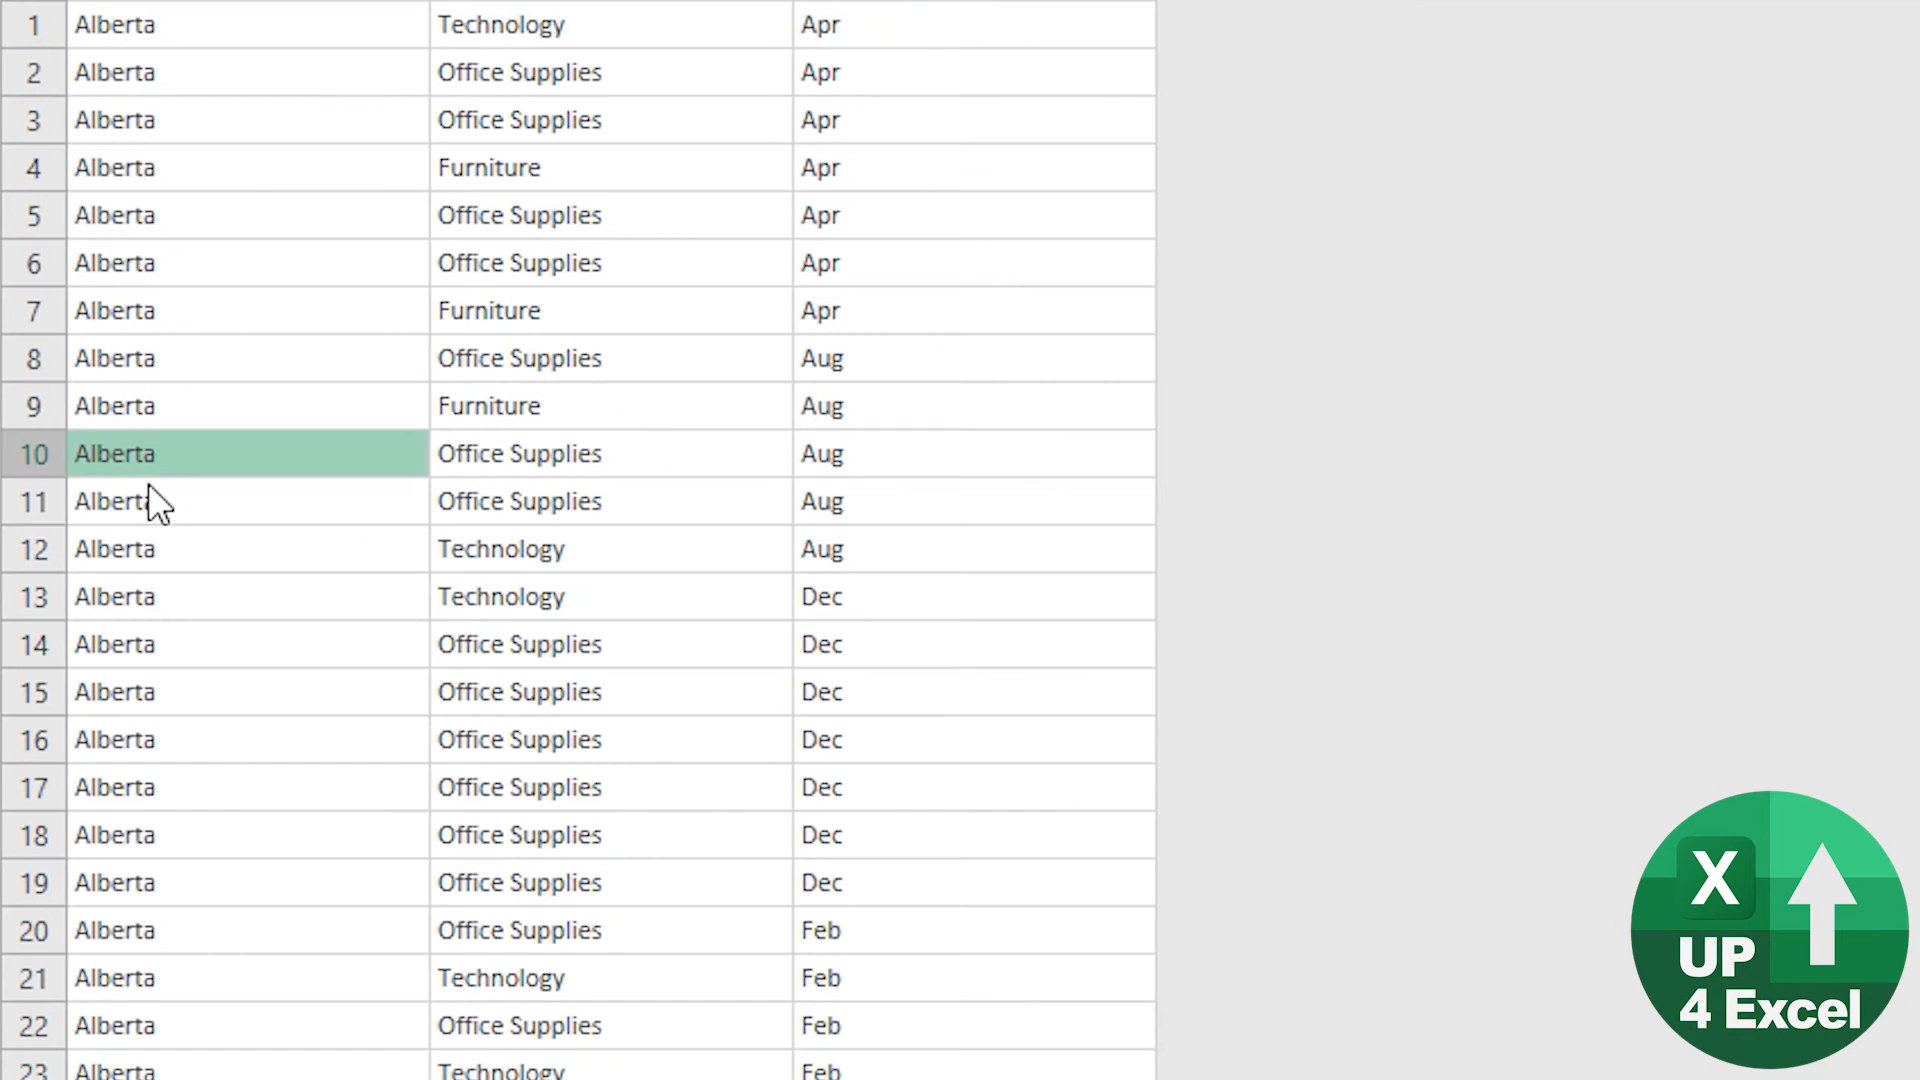 1 Alberta Technology Apr
2 Alberta Office Supplies Apr
3 Alberta Office Supplies Apr
4 Alberta Furniture Apr
5 Alberta Office Supplies Apr
6 Alberta Office Supplies Apr
7 Alberta Furniture Apr
8 Alberta Office Supplies Aug
9 Alberta Furniture Aug
10 Alberta Office Supplies Aug
11 Alberta Office Supplies Aug
12 Alberta Technology Aug
13 Alberta Technology Dec
14 Alberta Office Supplies Dec
15 Alberta Office Supplies Dec
16 Alberta Office Supplies Dec
17 Alberta Office Supplies Dec
18 Alberta Office Supplies Dec
19 Alberta Office Supplies Dec
20 Alberta Office Supplies Feb
21 Alberta Technology Feb
22 Alberta Office Supplies Feb
23 Alberta Technology Feb
X
UP
4 Excel